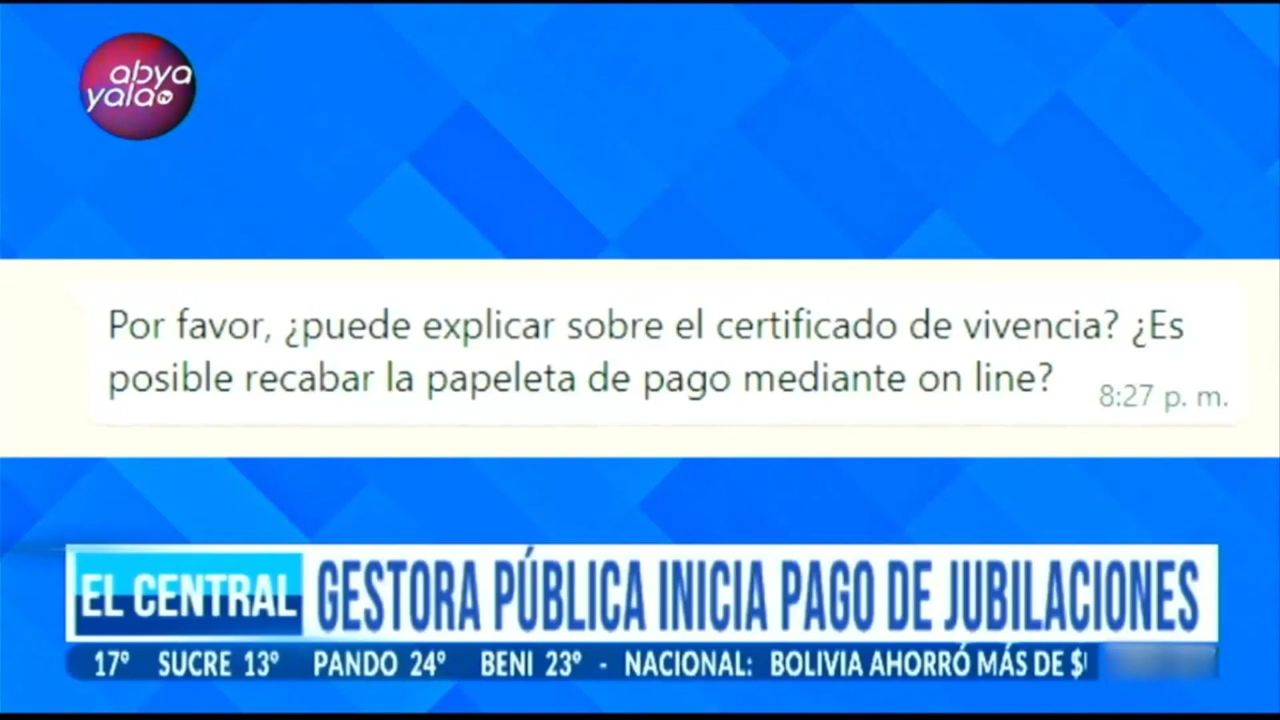 abya
yala tv
Por favor, ¿puede explicar sobre el certificado de vivencia? ¿Es
posible recabar la papeleta de pago mediante on line?
8:27 p. m.
EL CENTRAL
GESTORA PÚBLICA INICIA PAGO DE JUBILACIONES
17° SUCRE 13° PANDO 24° BENI 23° - NACIONAL: BOLIVIA AHORRÓ MÁS DE $